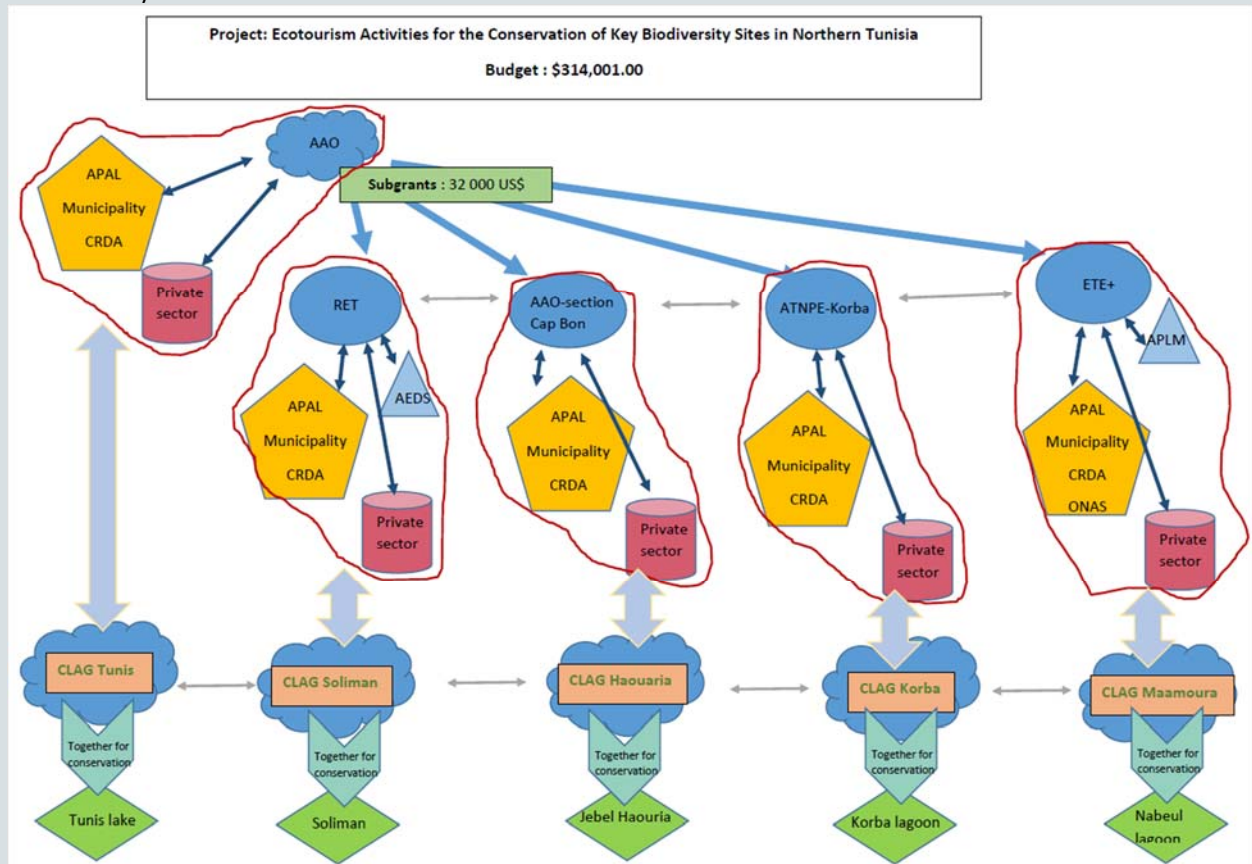 Project: Ecotourism Activities for the Conservation of Key Biodiversity Sites in Northern Tunisia
Budget : $314,001.00
AAO
APAL
Municipality
CRDA
Private
sector
Subgrants : 32 000 US$
RET
APAL
Municipality
CRDA
AEDS
Private
sector
AAO-section
Cap Bon
APAL
Municipality
CRDA
Private
sector
ATNPE-Korba
APAL
Municipality
CRDA
Private
sector
ETE+
APLM
APAL
Municipality
CRDA
ONAS
Private
sector
CLAG Tunis
CLAG Soliman
CLAG Haouaria
CLAG Korba
CLAG Maamoura
Together for
conservation
Together for
conservation
Together for
conservation
Together for
conservation
Together for
conservation
Tunis lake
Soliman
Jebel Haouria
Korba lagoon
Nabeul
lagoon